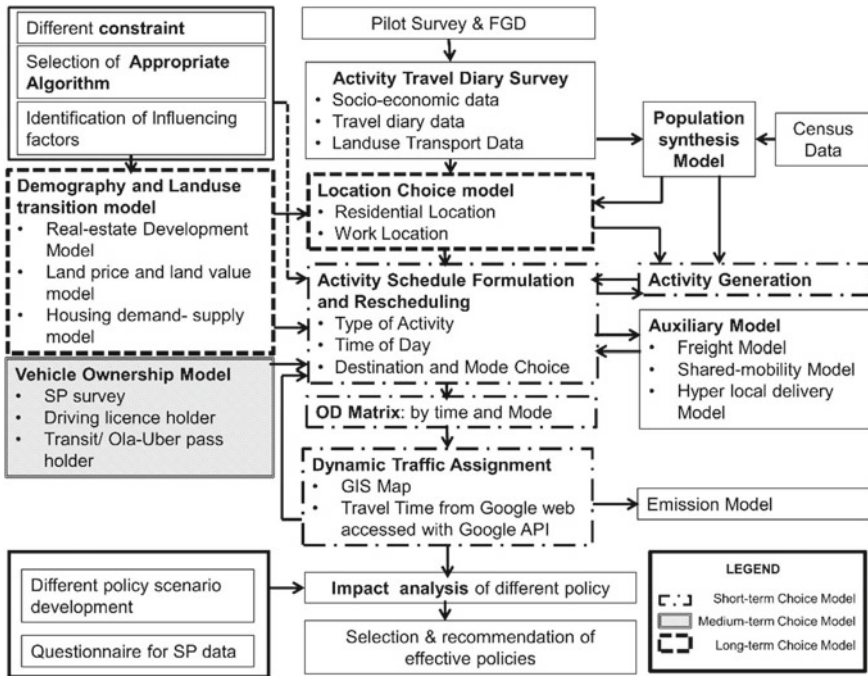 Different constraint
Selection of Appropriate
Algorithm
Identification of Influencing
factors
Pilot Survey & FGD
Activity Travel Diary Survey
• Socio-economic data
• Travel diary data
• Landuse Transport Data
Population
synthesis
Model
Census
Data
Demography and Landuse
transition model
• Real-estate Development
Model
• Land price and land value
model
• Housing demand- supply
model
Location Choice model
• Residential Location
• Work Location
Activity Schedule Formulation
and Rescheduling
• Type of Activity
• Time of Day
• Destination and Mode Choice
Activity Generation
Auxiliary Model
• Freight Model
• Shared-mobility Model
• Hyper local delivery
Model
Vehicle Ownership Model
• SP survey
• Driving licence holder
• Transit/ Ola-Uber pass
holder
OD Matrix: by time and Mode
Dynamic Traffic Assignment
• GIS Map
• Travel Time from Google web
accessed with Google API
Emission Model
Different policy scenario
development
Questionnaire for SP data
Impact analysis of different policy
Selection & recommendation of
effective policies
LEGEND
Short-term Choice Model
Medium-term Choice Model
Long-term Choice Model